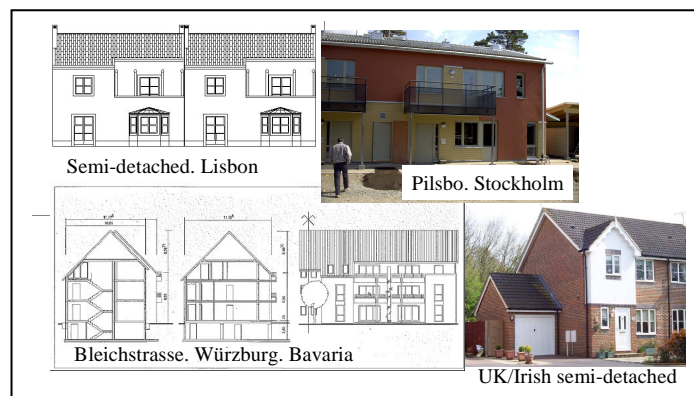 Semi-detached. Lisbon
Pilsbo. Stockholm
Bleichstrasse. Würzburg. Bavaria
UK/Irish semi-detached